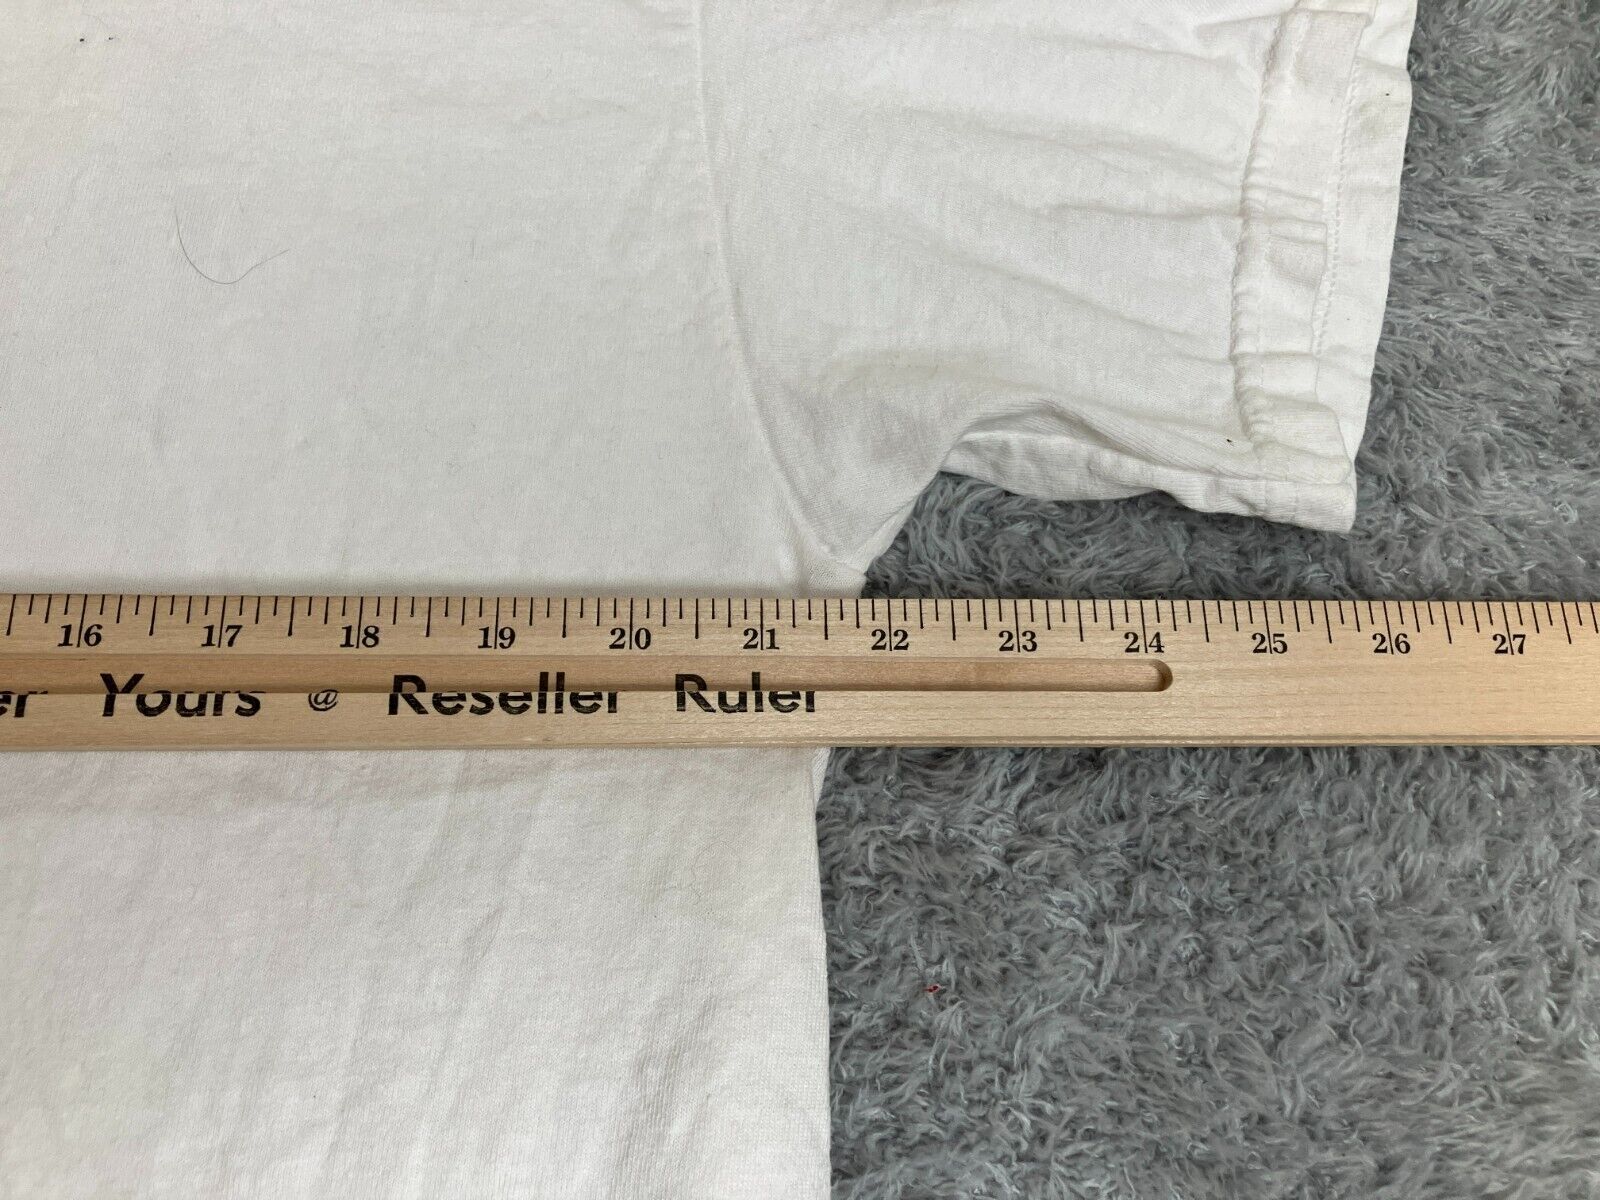 16 17 18 19 20 21 22 23 24 25 26 27
Yours @ Reseller Ruler